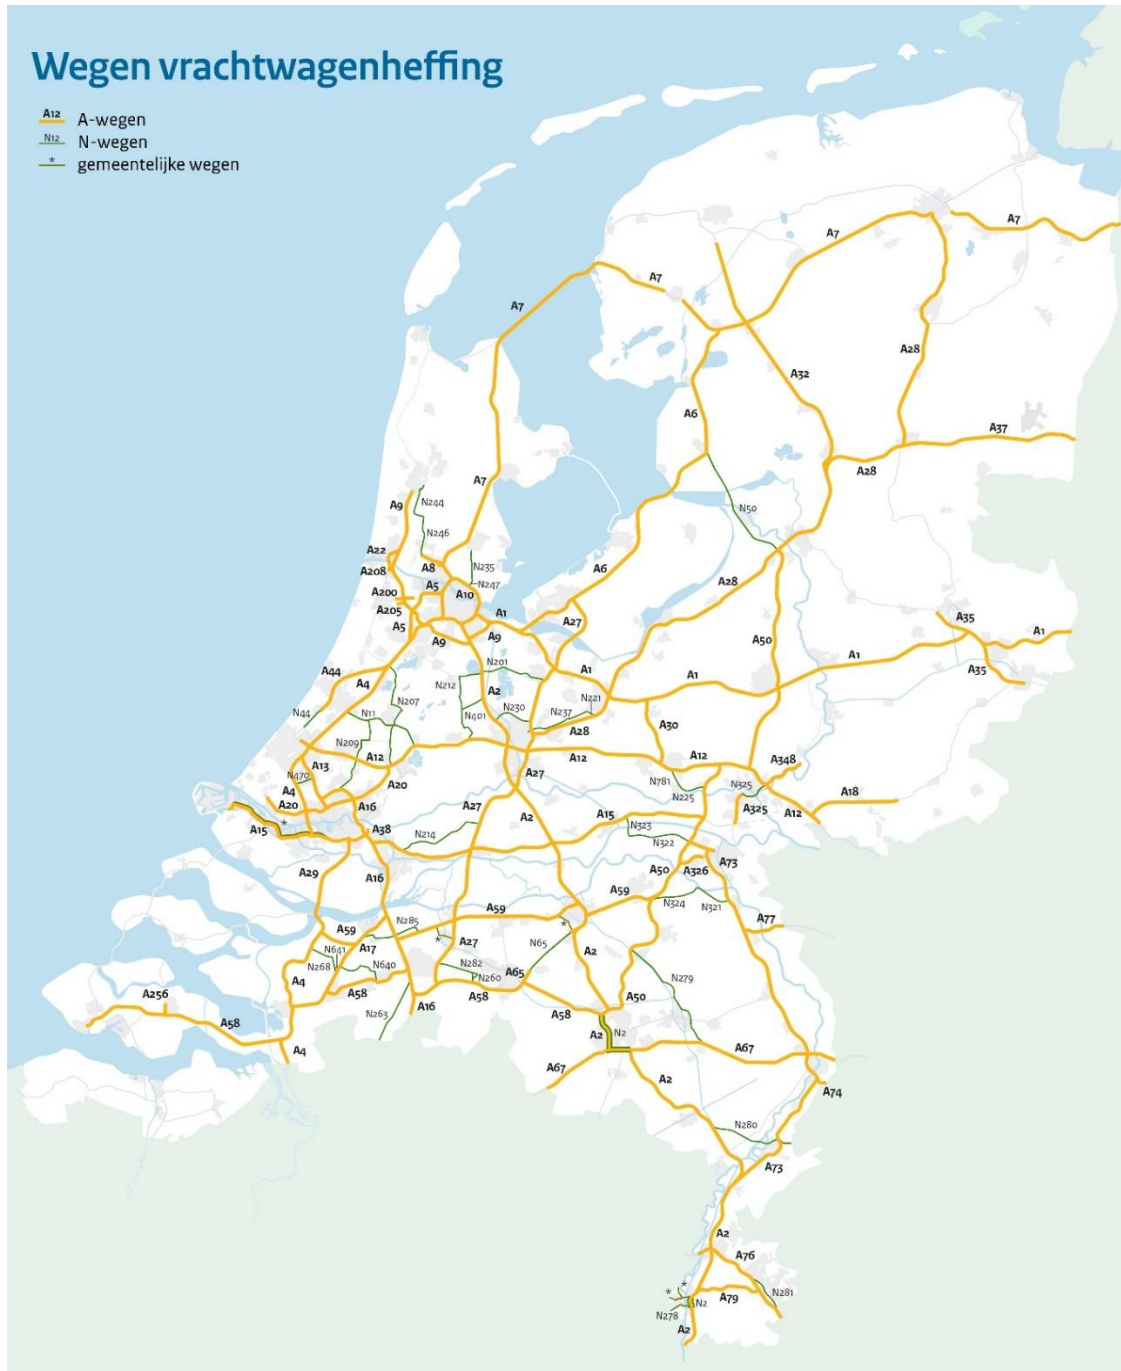 Wegen vrachtwagenheffing
A12 A-wegen
N12 N-wegen
* gemeentelijke wegen
A7
A7
A7
A7
A28
A32
A6
A37
A28
A7
N50
A9
N244
N246
A22
A8
N235
A208
A5
N247
A6
A28
A200
A10
A205
A1
A27
A5
A9
A9
A35
A1
A50
A1
A35
N201
A44
A4
N212
A2
A1
A1
N207
N221
N44
N11
N401
N230
N237
A28
A30
N209
A12
A12
A12
A348
A13
N470
A20
A27
N781
N325
A18
A4
N225
A20
A16
A27
A2
A15
A325
A12
*
A15
A38
N214
N323
N322
A73
A29
A16
A50
A326
A59
A59
N324
N321
A77
N285
*
A59
N641
A17
*
A27
N65
A2
N268
N640
N282
N260
A65
N279
A4
A58
A58
A50
A256
N263
A16
A58
A58
A2
N2
A67
A4
A67
A2
A74
N280
A73
A2
A76
*
*
N2
A79
N281
N278
A2